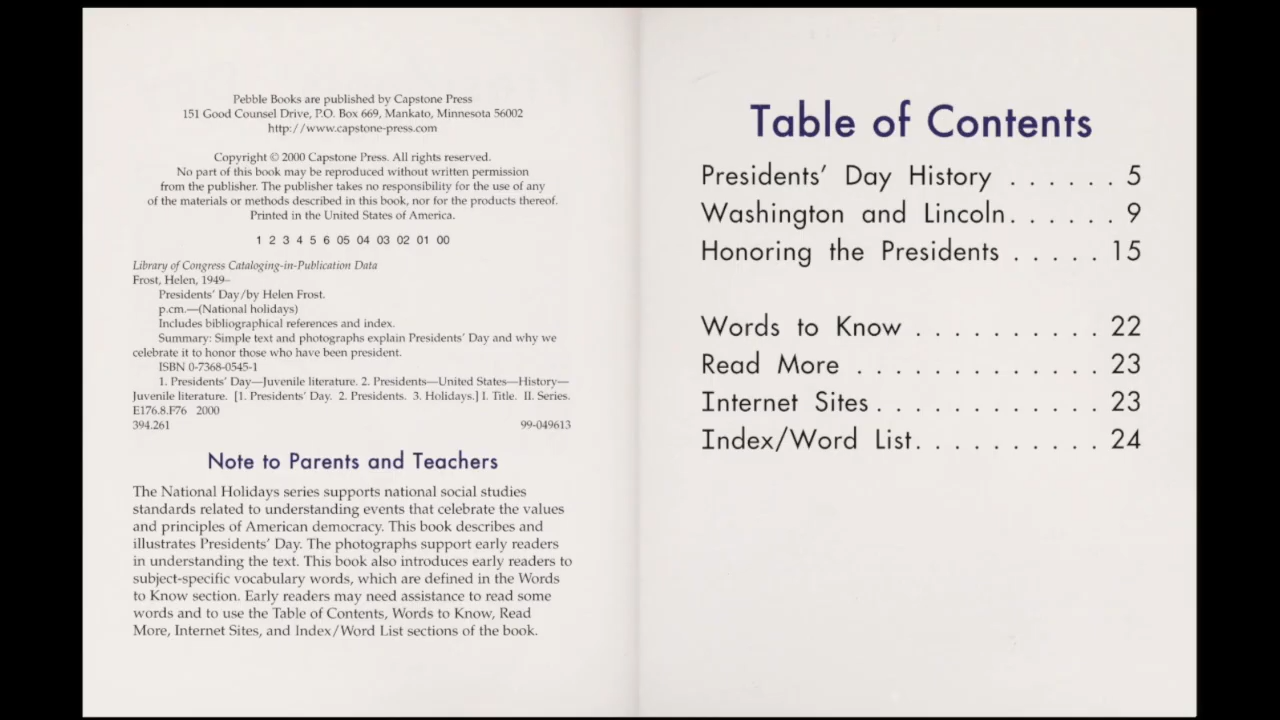 Pebble Books are published by Capstone Press
151 Good Counsel Drive, P.O. Box 669, Mankato, Minnesota 56002
http://www.capstone-press.com
Copyright © 2000 Capstone Press. All rights reserved.
No part of this book may be reproduced without written permission
from the publisher. The publisher takes no responsibility for the use of any
of the materials or methods described in this book, nor for the products thereof.
Printed in the United States of America.
1 2 3 4 5 6 05 04 03 02 01 00
Library of Congress Cataloging-in-Publication Data
Frost, Helen, 1949–
Presidents' Day/by Helen Frost.
p.cm.—(National holidays)
Includes bibliographical references and index.
Summary: Simple text and photographs explain Presidents' Day and why we
celebrate it to honor those who have been president.
ISBN 0-7368-0545-1
1. Presidents' Day—Juvenile literature. 2. Presidents—United States—History—
Juvenile literature. [1. Presidents' Day. 2. Presidents. 3. Holidays.] I. Title. II. Series.
E176.8.F76 2000
394.261 99-049613
Note to Parents and Teachers
The National Holidays series supports national social studies
standards related to understanding events that celebrate the values
and principles of American democracy. This book describes and
illustrates Presidents' Day. The photographs support early readers
in understanding the text. This book also introduces early readers to
subject-specific vocabulary words, which are defined in the Words
to Know section. Early readers may need assistance to read some
words and to use the Table of Contents, Words to Know, Read
More, Internet Sites, and Index/Word List sections of the book.
Table of Contents
Presidents' Day History . . . . . . 5
Washington and Lincoln. . . . . . 9
Honoring the Presidents . . . . . 15
Words to Know . . . . . . . . . . 22
Read More . . . . . . . . . . . . . 23
Internet Sites . . . . . . . . . . . . 23
Index/Word List. . . . . . . . . . 24